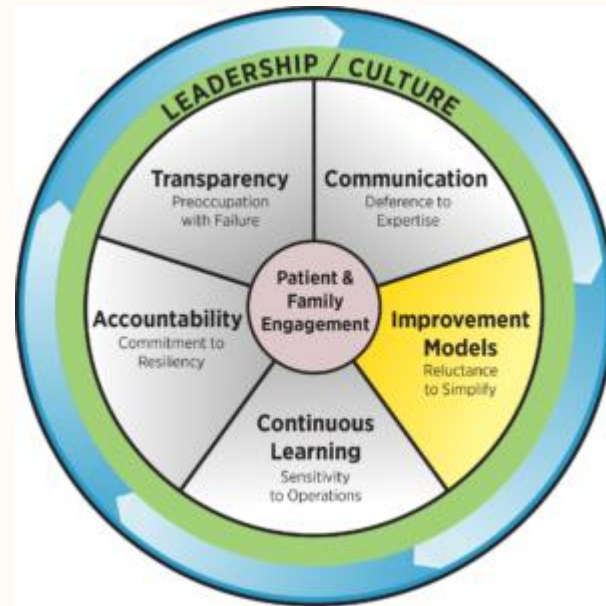 LEADERSHIP / CULTURE
Transparency
Preoccupation
with Failure
Communication
Deference to
Expertise
Patient &
Family
Engagement
Accountability
Commitment to
Resiliency
Improvement
Models
Reluctance
to Simplify
Continuous
Learning
Sensitivity
to Operations